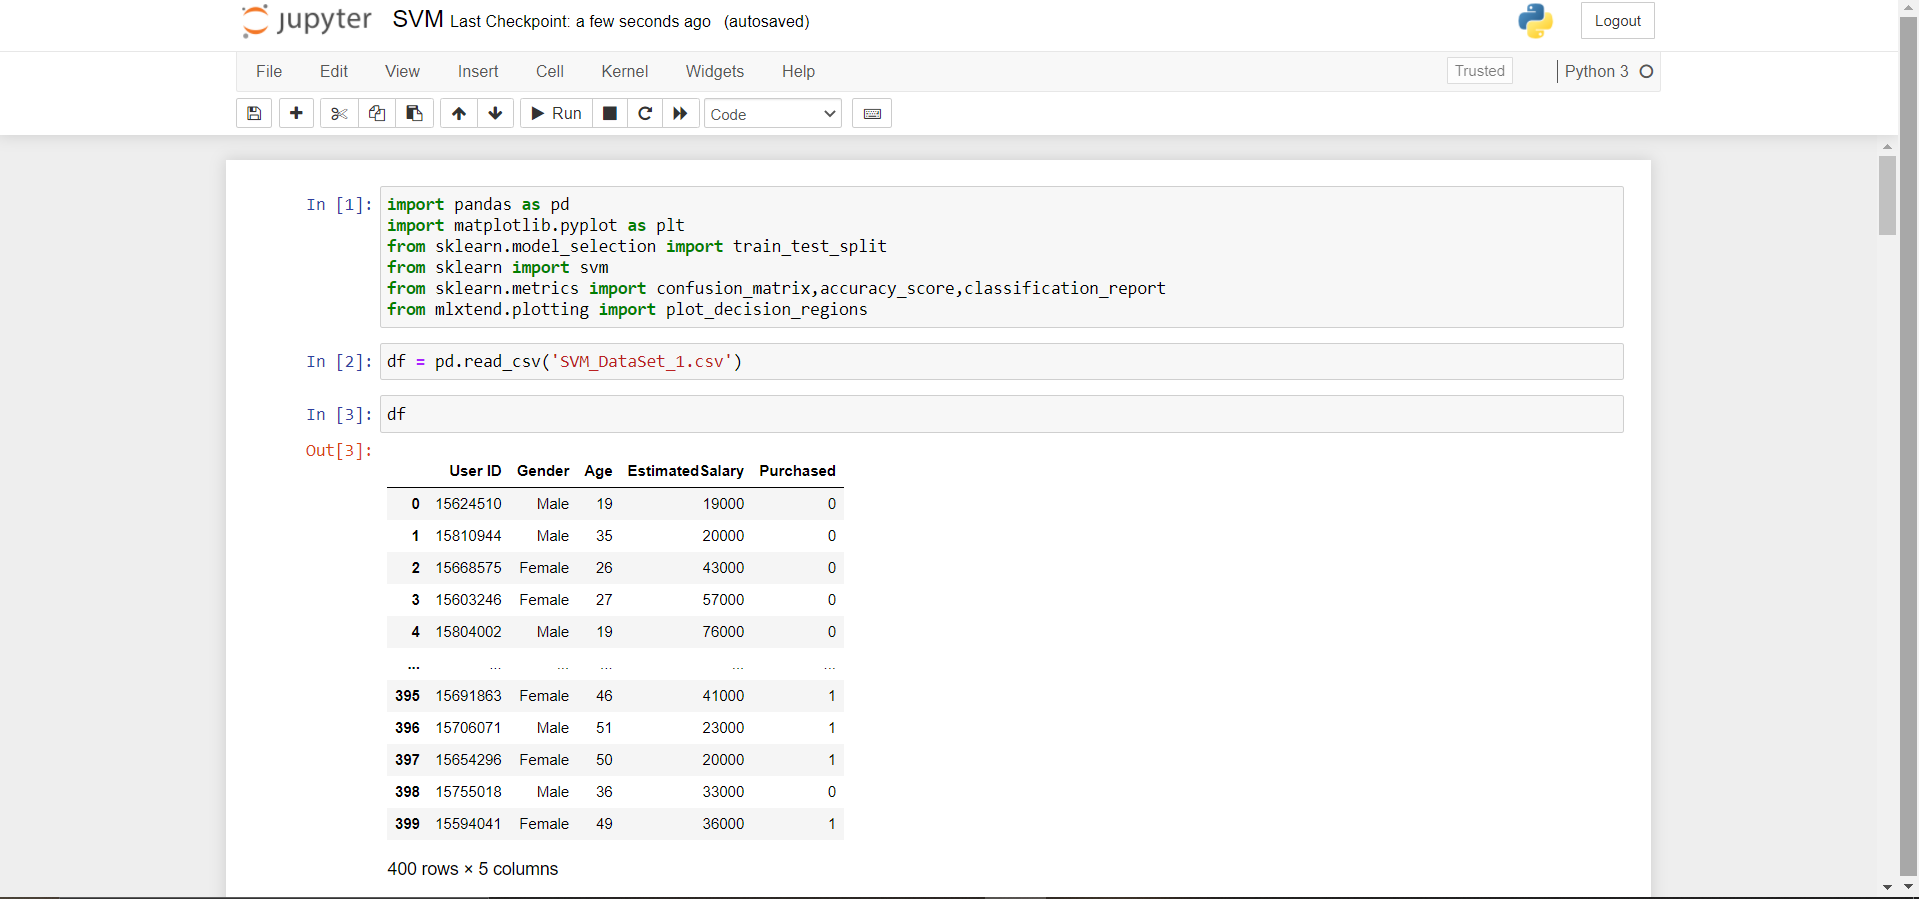 jupyter SVM Last Checkpoint: a few seconds ago (autosaved) Logout
File Edit View Insert Cell Kernel Widgets Help Trusted Python 3
Run Code
In [1]: import pandas as pd
import matplotlib.pyplot as plt
from sklearn.model_selection import train_test_split
from sklearn import svm
from sklearn.metrics import confusion_matrix,accuracy_score,classification_report
from mlxtend.plotting import plot_decision_regions
In [2]: df = pd.read_csv('SVM_DataSet_1.csv')
In [3]: df
Out[3]:
User ID Gender Age EstimatedSalary Purchased
0 15624510 Male 19 19000 0
1 15810944 Male 35 20000 0
2 15668575 Female 26 43000 0
3 15603246 Female 27 57000 0
4 15804002 Male 19 76000 0
... ... ... ... ... ...
395 15691863 Female 46 41000 1
396 15706071 Male 51 23000 1
397 15654296 Female 50 20000 1
398 15755018 Male 36 33000 0
399 15594041 Female 49 36000 1
400 rows × 5 columns